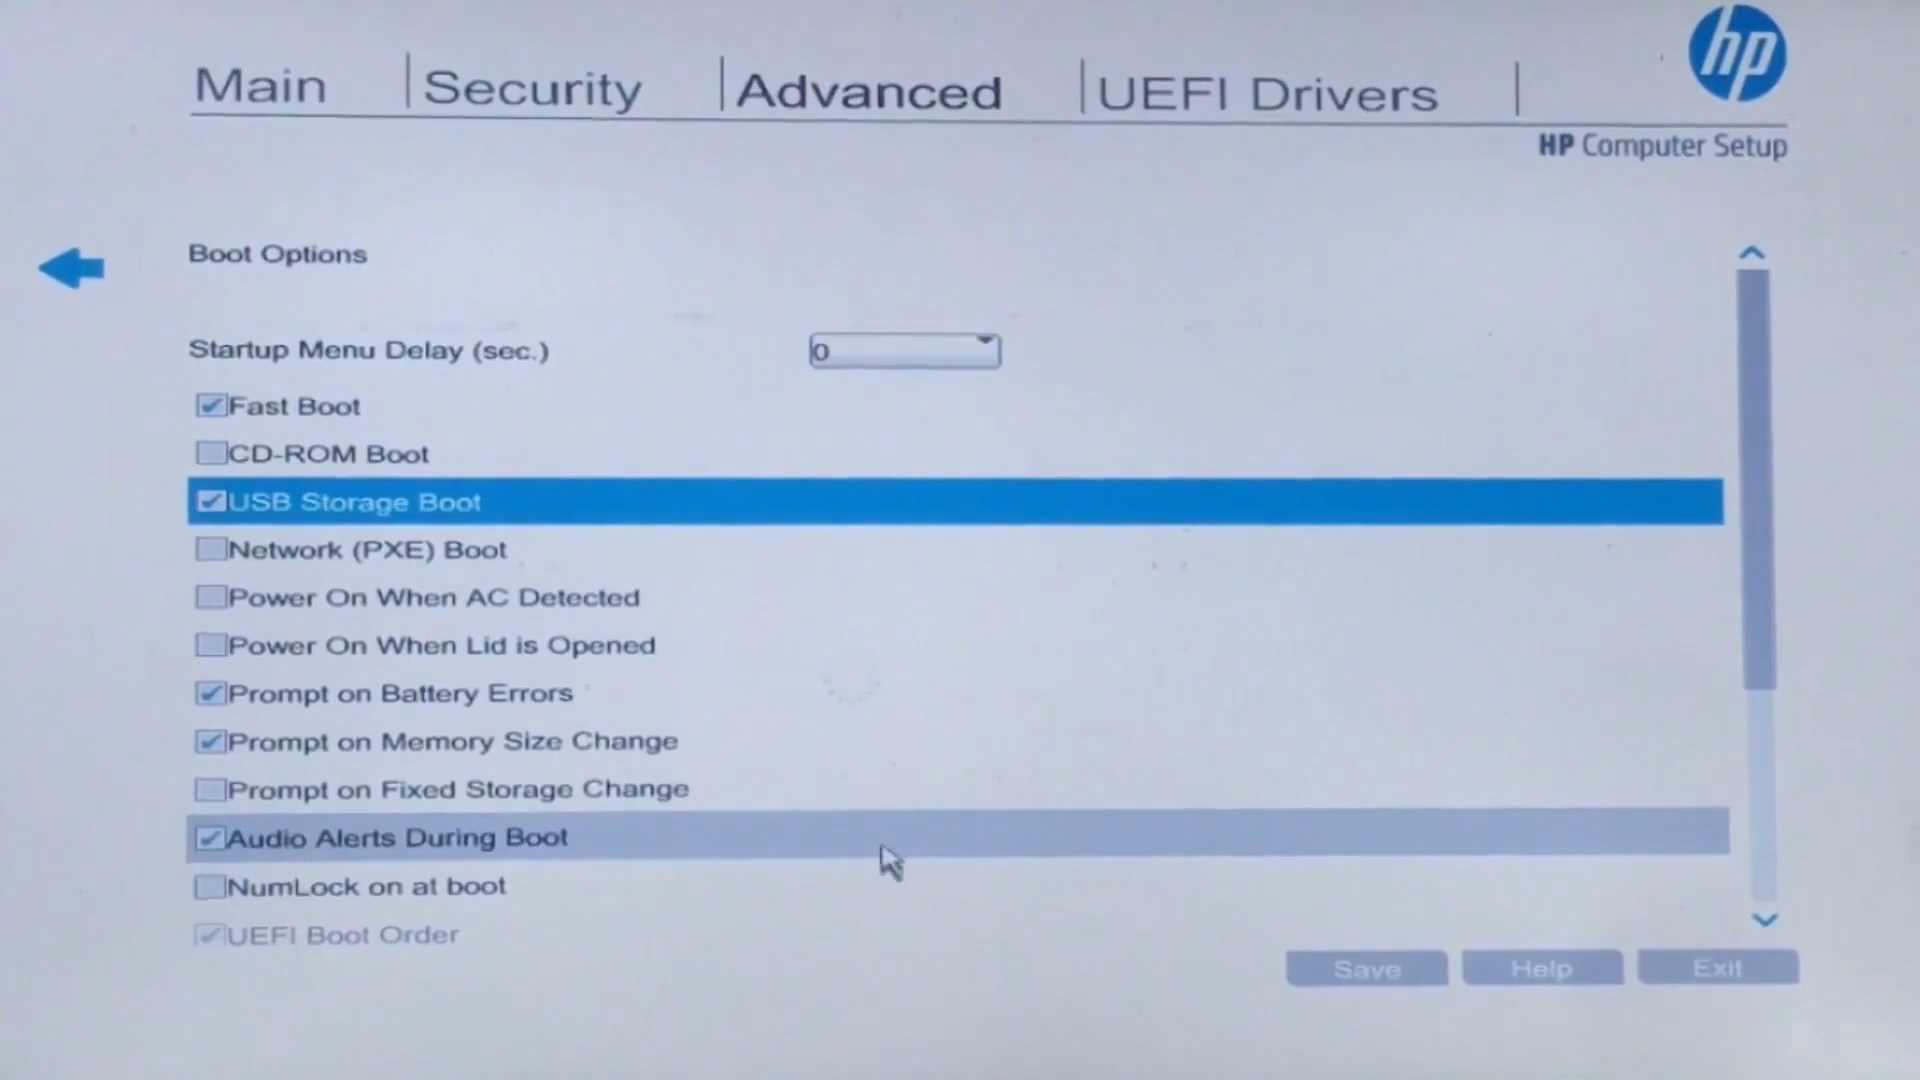 Main
Security
Advanced
UEFI Drivers
hp
HP Computer Setup
Boot Options
Startup Menu Delay (sec.)
0
Fast Boot
CD-ROM Boot
USB Storage Boot
Network (PXE) Boot
Power On When AC Detected
Power On When Lid is Opened
Prompt on Battery Errors
Prompt on Memory Size Change
Prompt on Fixed Storage Change
Audio Alerts During Boot
NumLock on at boot
UEFI Boot Order
Save
Help
Exit